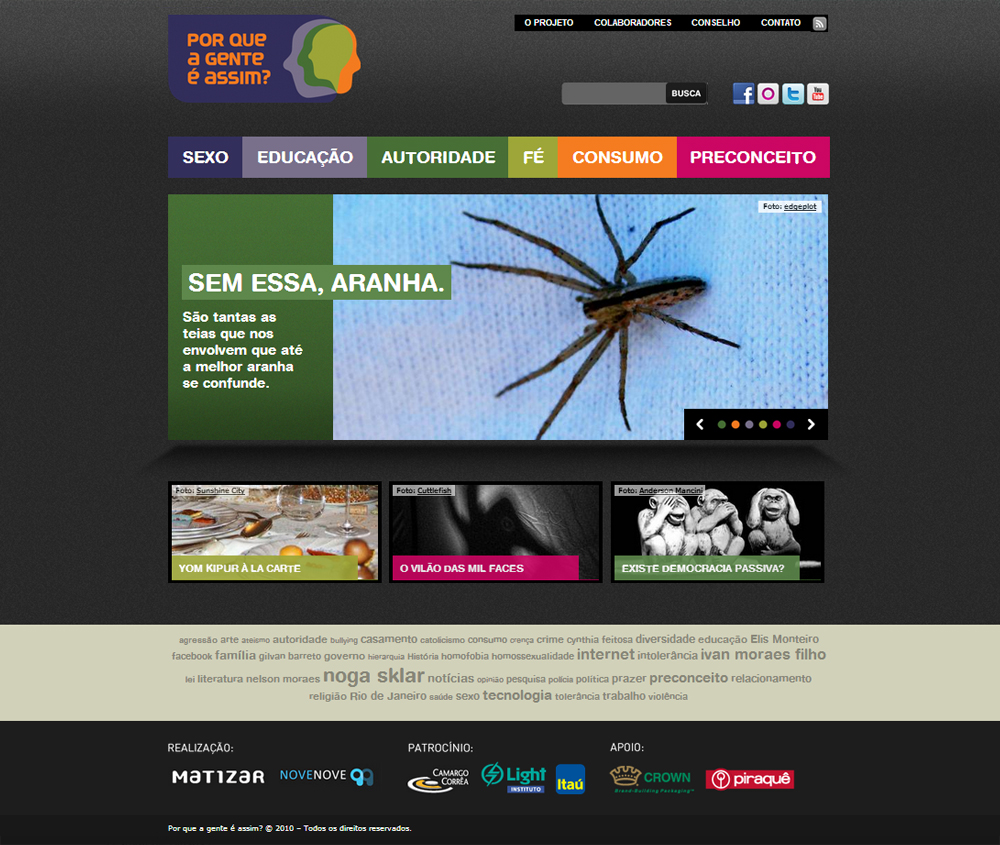 O PROJETO COLABORADORES CONSELHO CONTATO
POR QUE
A GENTE
É ASSIM?
BUSCA
You Tube
SEXO EDUCAÇÃO AUTORIDADE FÉ CONSUMO PRECONCEITO
Foto: edgeplot
SEM ESSA, ARANHA.
São tantas as
teias que nos
envolvem que até
a melhor aranha
se confunde.
Foto: Sunshine City
YOM KIPUR À LA CARTE
Foto: Cuttlefish
O VILÃO DAS MIL FACES
Foto: Anderson Mancini
EXISTE DEMOCRACIA PASSIVA?
agressão arte ateísmo autoridade bullying casamento catolicismo consumo crença crime cynthia feitosa diversidade educação Elis Monteiro
facebook família gilvan barreto governo hierarquia História homofobia homossexualidade internet intolerância ivan moraes filho
lei literatura nelson moraes noga sklar notícias opinião pesquisa polícia política prazer preconceito relacionamento
religião Rio de Janeiro saúde sexo tecnologia tolerância trabalho violência
REALIZAÇÃO:
MATIZAR NOVENOVE
PATROCÍNIO:
CAMARGO CORRÊA
Light INSTITUTO
Itaú
APOIO:
CROWN
Brand-Building Packaging™
piraquê
Por que a gente é assim? © 2010 – Todos os direitos reservados.